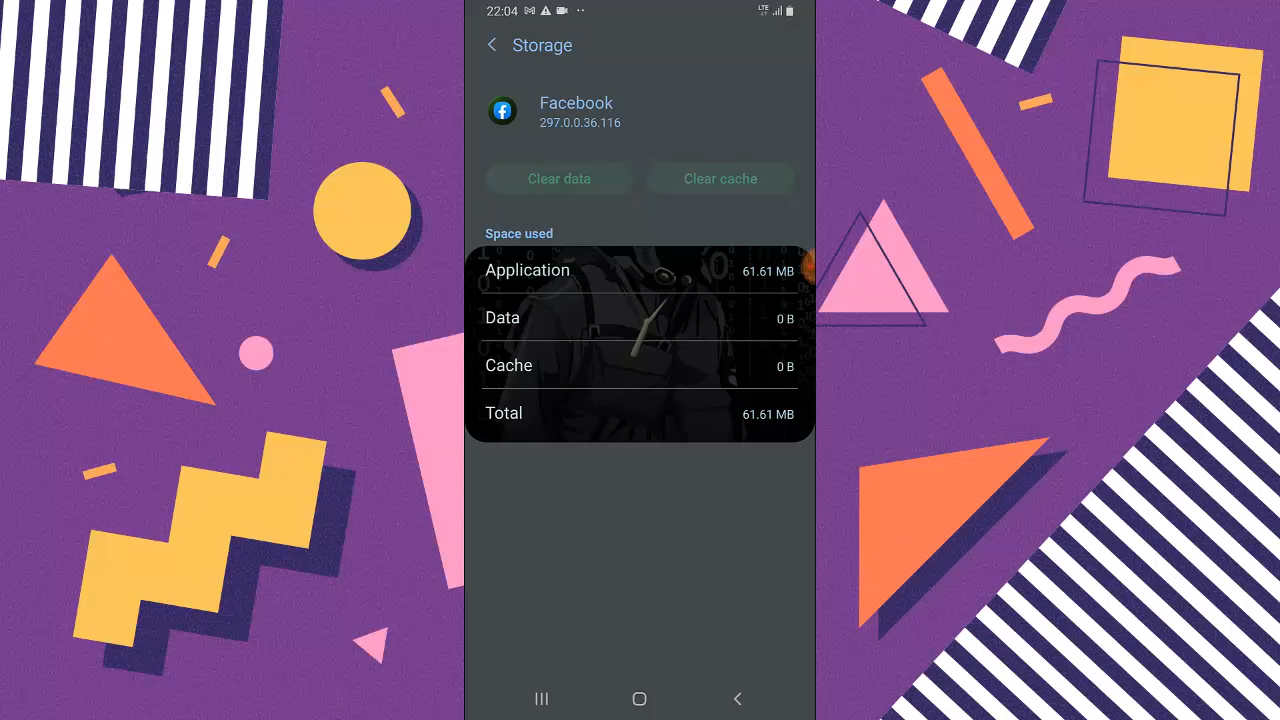 22:04
LTE
Storage
Facebook
297.0.0.36.116
Clear data
Clear cache
Space used
Application 61.61 MB
Data 0 B
Cache 0 B
Total 61.61 MB